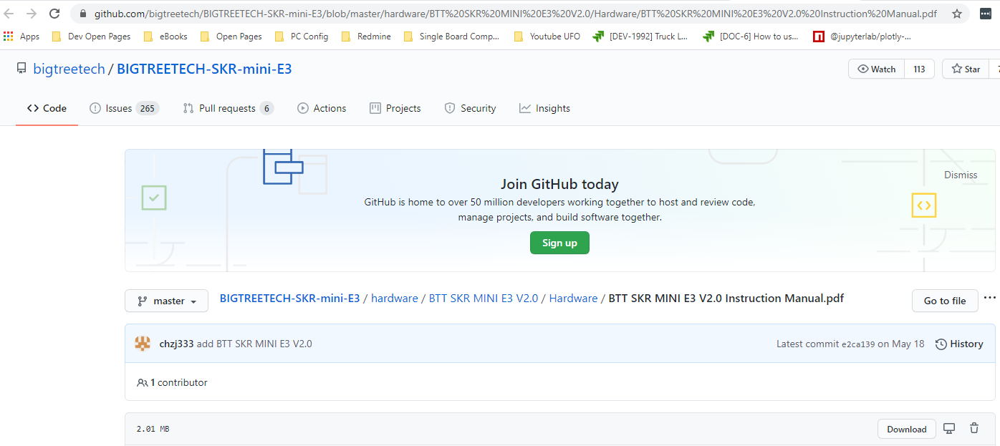 github.com/bigtreetech/BIGTREETECH-SKR-mini-E3/blob/master/hardware/BTT%20SKR%20MINI%20E3%20V2.0/Hardware/BTT%20SKR%20MINI%20E3%20V2.0%20Instruction%20Manual.pdf
Apps Dev Open Pages eBooks Open Pages PC Config Redmine Single Board Comp... Youtube UFO [DEV-1992] Truck L... [DOC-6] How to us... @jupyterlab/plotly-...
bigtreetech / BIGTREETECH-SKR-mini-E3 Watch 113 Star
Code Issues 265 Pull requests 6 Actions Projects Security Insights
Join GitHub today
Dismiss
GitHub is home to over 50 million developers working together to host and review code,
manage projects, and build software together.
Sign up
master BIGTREETECH-SKR-mini-E3 / hardware / BTT SKR MINI E3 V2.0 / Hardware / BTT SKR MINI E3 V2.0 Instruction Manual.pdf Go to file ...
chzj333 add BTT SKR MINI E3 V2.0 Latest commit e2ca139 on May 18 History
1 contributor
2.01 MB Download